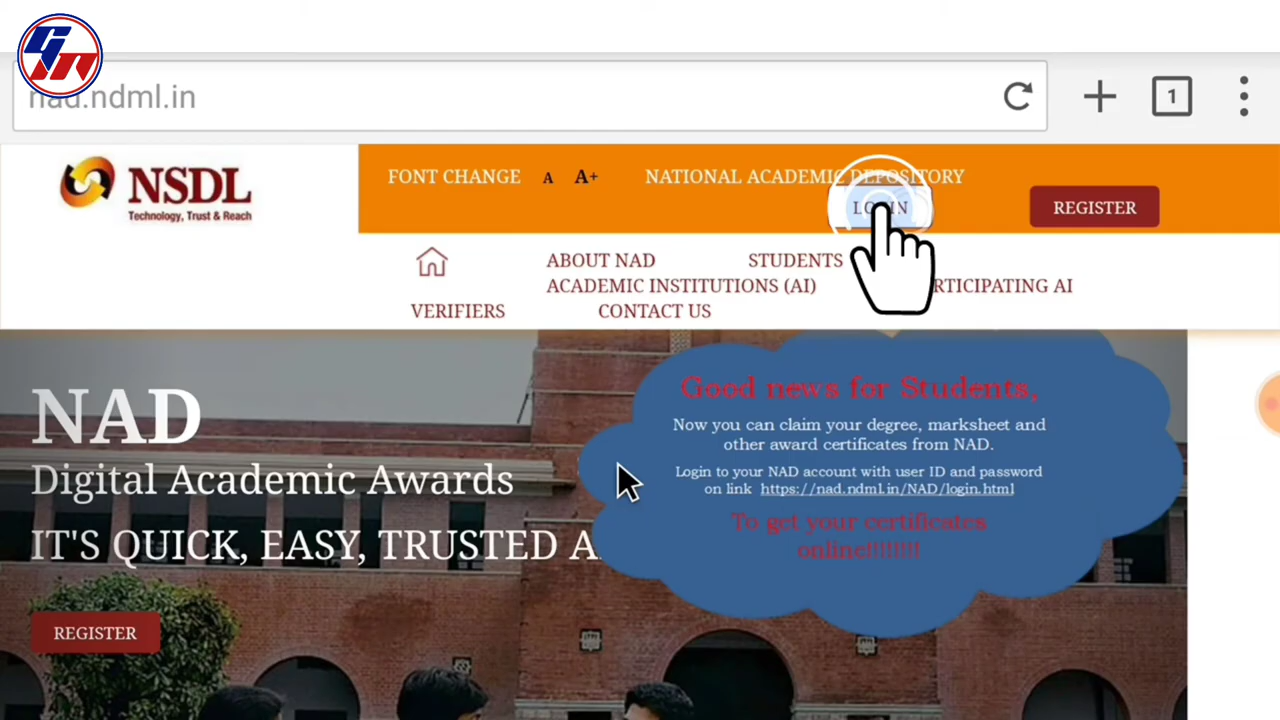 nad.ndml.in
1
NSDL
Technology, Trust & Reach
FONT CHANGE A A+ NATIONAL ACADEMIC DEPOSITORY
LOGIN REGISTER
ABOUT NAD STUDENTS
ACADEMIC INSTITUTIONS (AI) RTICIPATING AI
VERIFIERS CONTACT US
NAD
Digital Academic Awards
IT'S QUICK, EASY, TRUSTED A
REGISTER
Good news for Students,
Now you can claim your degree, marksheet and
other award certificates from NAD.
Login to your NAD account with user ID and password
on link https://nad.ndml.in/NAD/login.html
To get your certificates
online!!!!!!!!